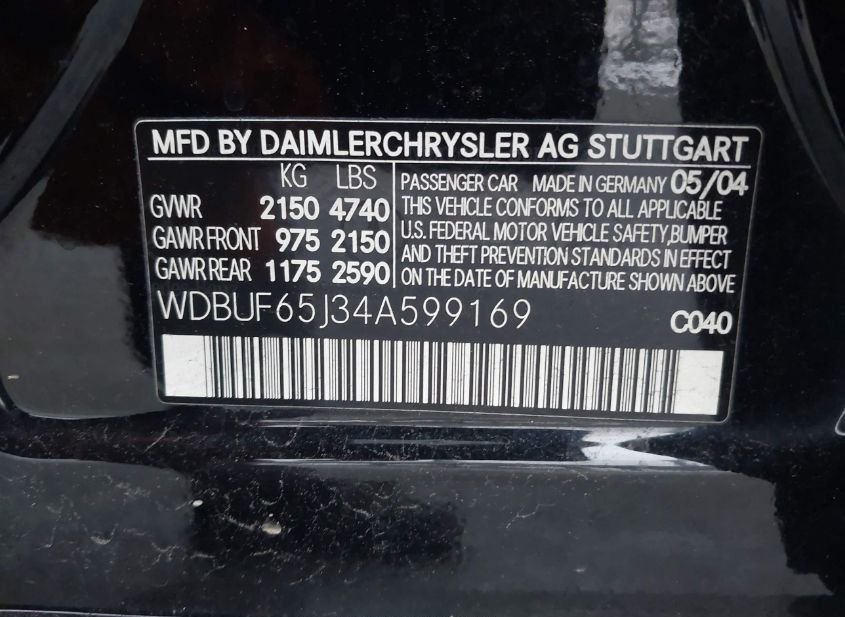 MFD BY DAIMLERCHRYSLER AG STUTTGART
KG LBS
GVWR 2150 4740
GAWR FRONT 975 2150
GAWR REAR 1175 2590
PASSENGER CAR MADE IN GERMANY 05/04
THIS VEHICLE CONFORMS TO ALL APPLICABLE
U.S. FEDERAL MOTOR VEHICLE SAFETY,BUMPER
AND THEFT PREVENTION STANDARDS IN EFFECT
ON THE DATE OF MANUFACTURE SHOWN ABOVE
WDBUF65J34A599169 C040